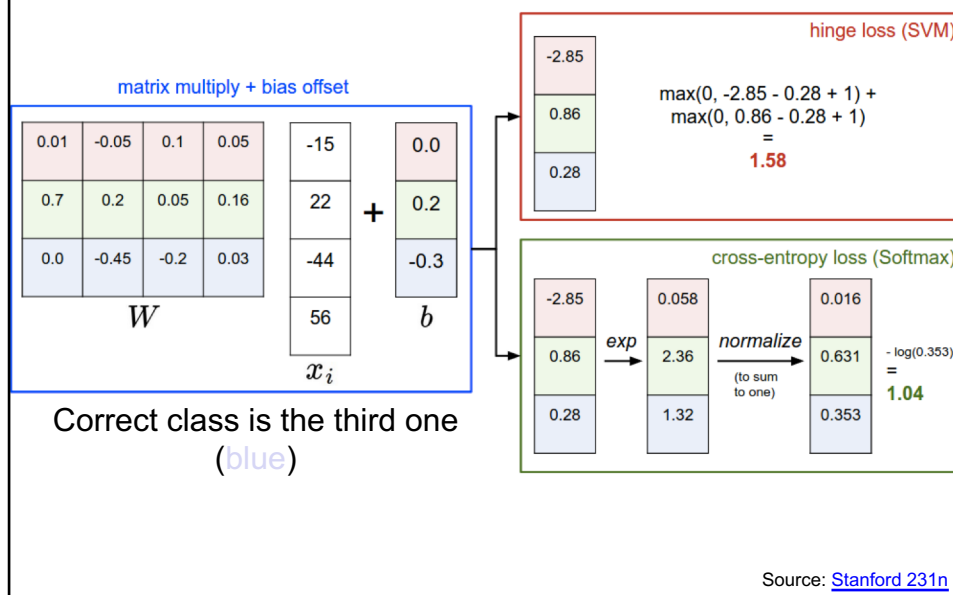 matrix multiply + bias offset
0.01 -0.05 0.1 0.05
0.7 0.2 0.05 0.16
0.0 -0.45 -0.2 0.03
W
-15
22
-44
56
x_i
+
0.0
0.2
-0.3
b
hinge loss (SVM)
-2.85
0.86
0.28
max(0, -2.85 - 0.28 + 1) +
max(0, 0.86 - 0.28 + 1)
=
1.58
cross-entropy loss (Softmax)
-2.85
0.86
0.28
exp
0.058
2.36
1.32
normalize
(to sum
to one)
0.016
0.631
0.353
- log(0.353)
=
1.04
Correct class is the third one
(blue)
Source: Stanford 231n